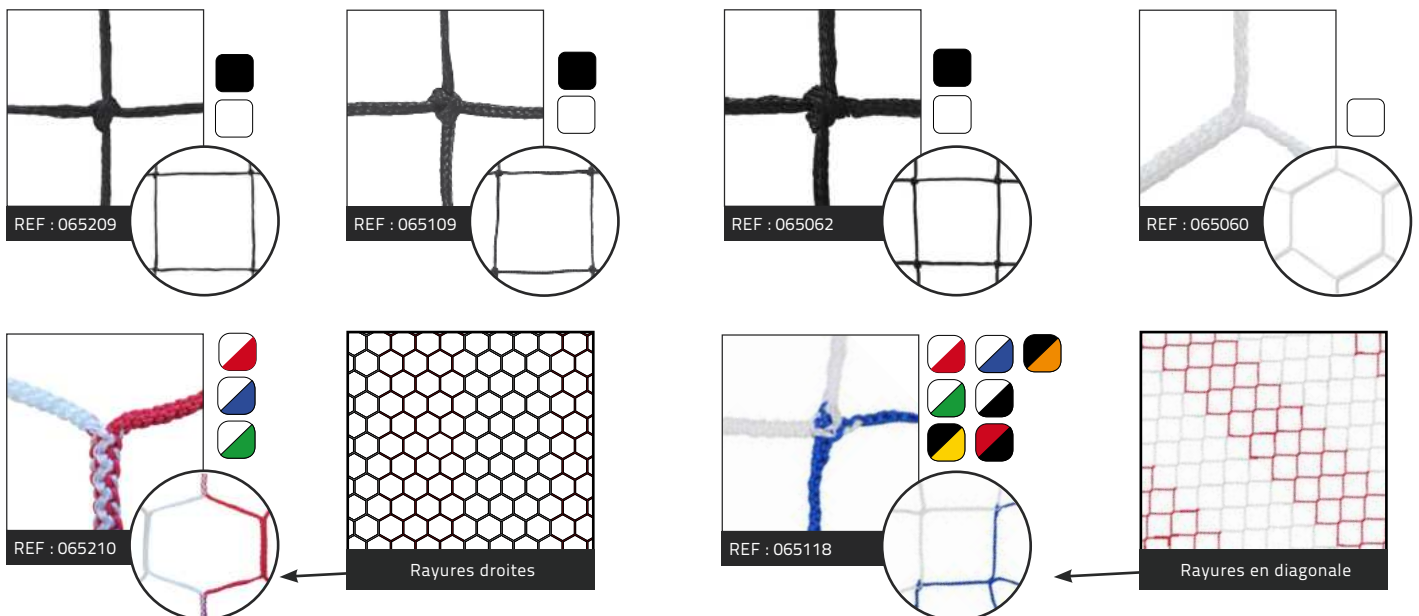 REF : 065209
REF : 065109
REF : 065062
REF : 065060
REF : 065210
Rayures droites
REF : 065118
Rayures en diagonale